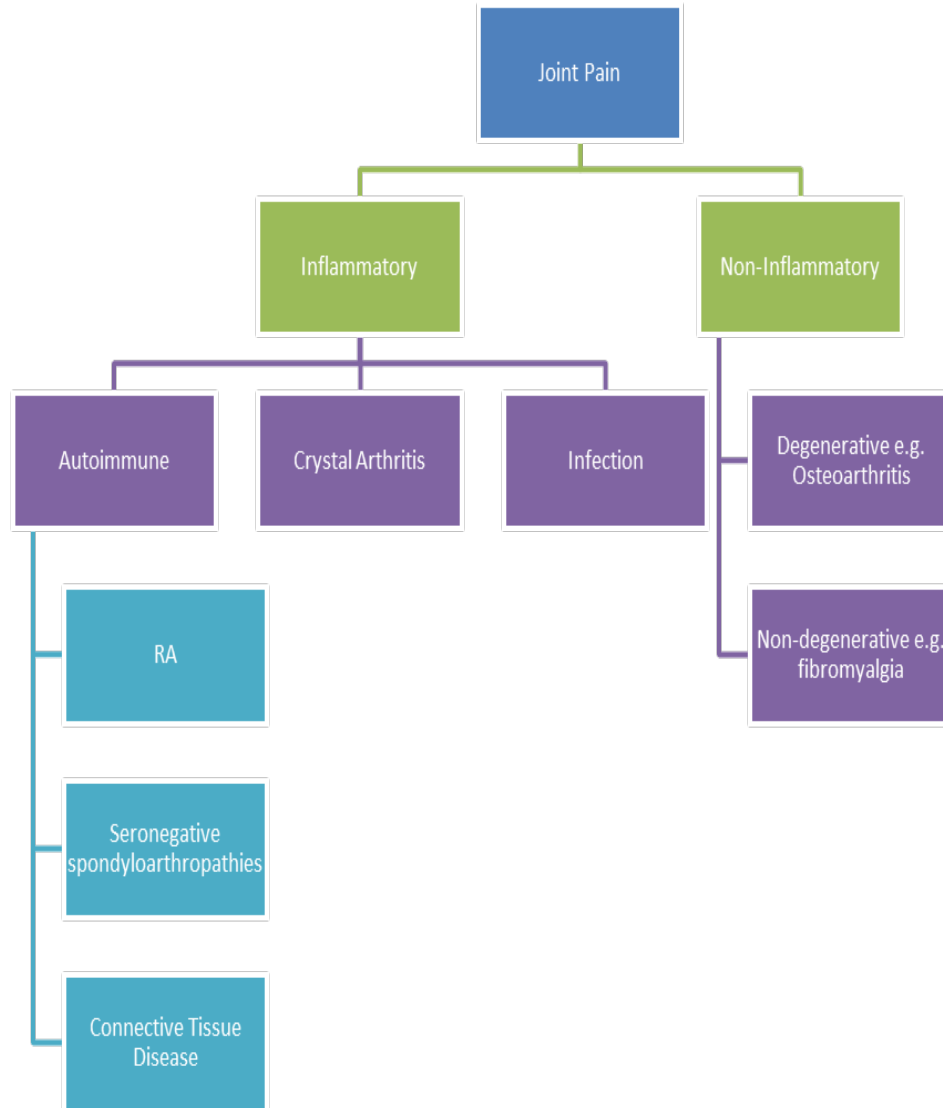 Joint Pain
Inflammatory
Non-Inflammatory
Autoimmune
Crystal Arthritis
Infection
Degenerative e.g.
Osteoarthritis
RA
Non-degenerative e.g.
fibromyalgia
Seronegative
spondyloarthropathies
Connective Tissue
Disease